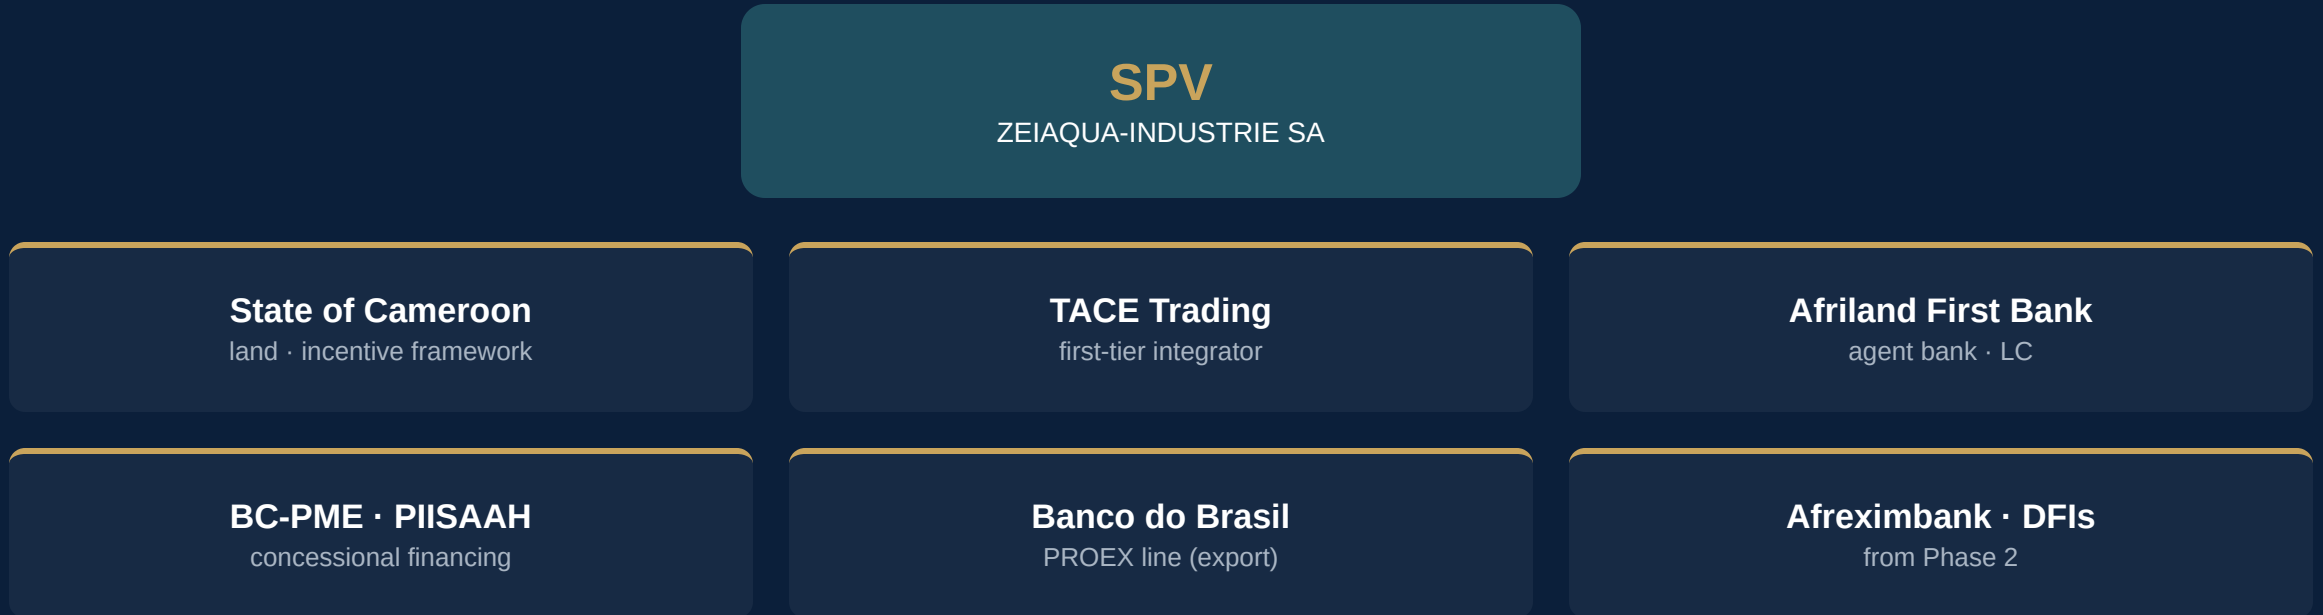 SPV
ZEIAQUA-INDUSTRIE SA
State of Cameroon
land · incentive framework
TACE Trading
first-tier integrator
Afriland First Bank
agent bank · LC
BC-PME · PIISAAH
concessional financing
Banco do Brasil
PROEX line (export)
Afreximbank · DFIs
from Phase 2